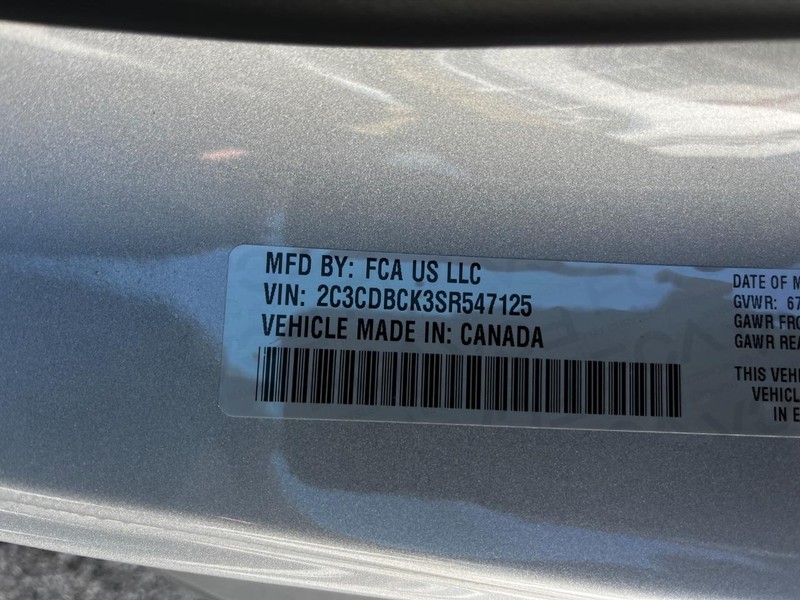 MFD BY: FCA US LLC
VIN: 2C3CDBCK3SR547125
VEHICLE MADE IN: CANADA
DATE OF M
GVWR: 67
GAWR FRO
GAWR REA
THIS VEHI
VEHICL
IN E